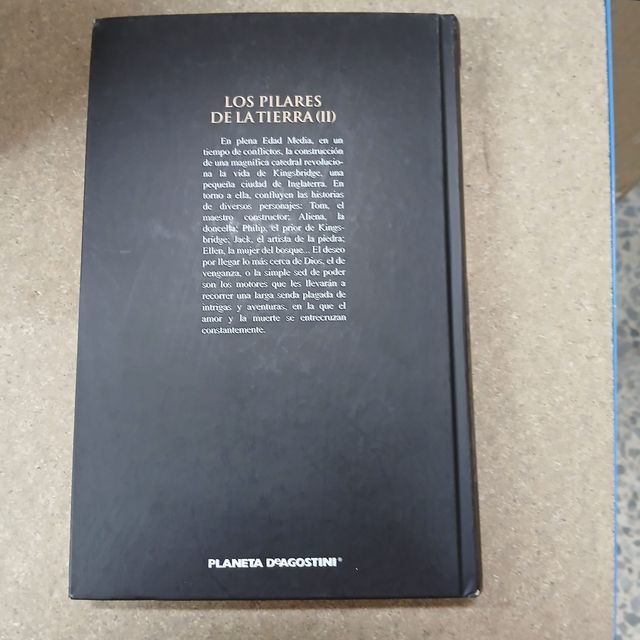 LOS PILARES
DE LA TIERRA (II)
En plena Edad Media, en un
tiempo de conflictos, la construcción
de una magnífica catedral revolucio-
na la vida de Kingsbridge, una
pequeña ciudad de Inglaterra. En
torno a ella, confluyen las historias
de diversos personajes: Tom, el
maestro constructor; Aliena, la
doncella; Philip, el prior de Kings-
bridge; Jack, el artista de la piedra;
Ellen, la mujer del bosque... El deseo
por llegar lo más cerca de Dios, el de
venganza, o la simple sed de poder
son los motores que les llevarán a
recorrer una larga senda plagada de
intrigas y aventuras, en la que el
amor y la muerte se entrecruzan
constantemente.
PLANETA DeAGOSTINI®